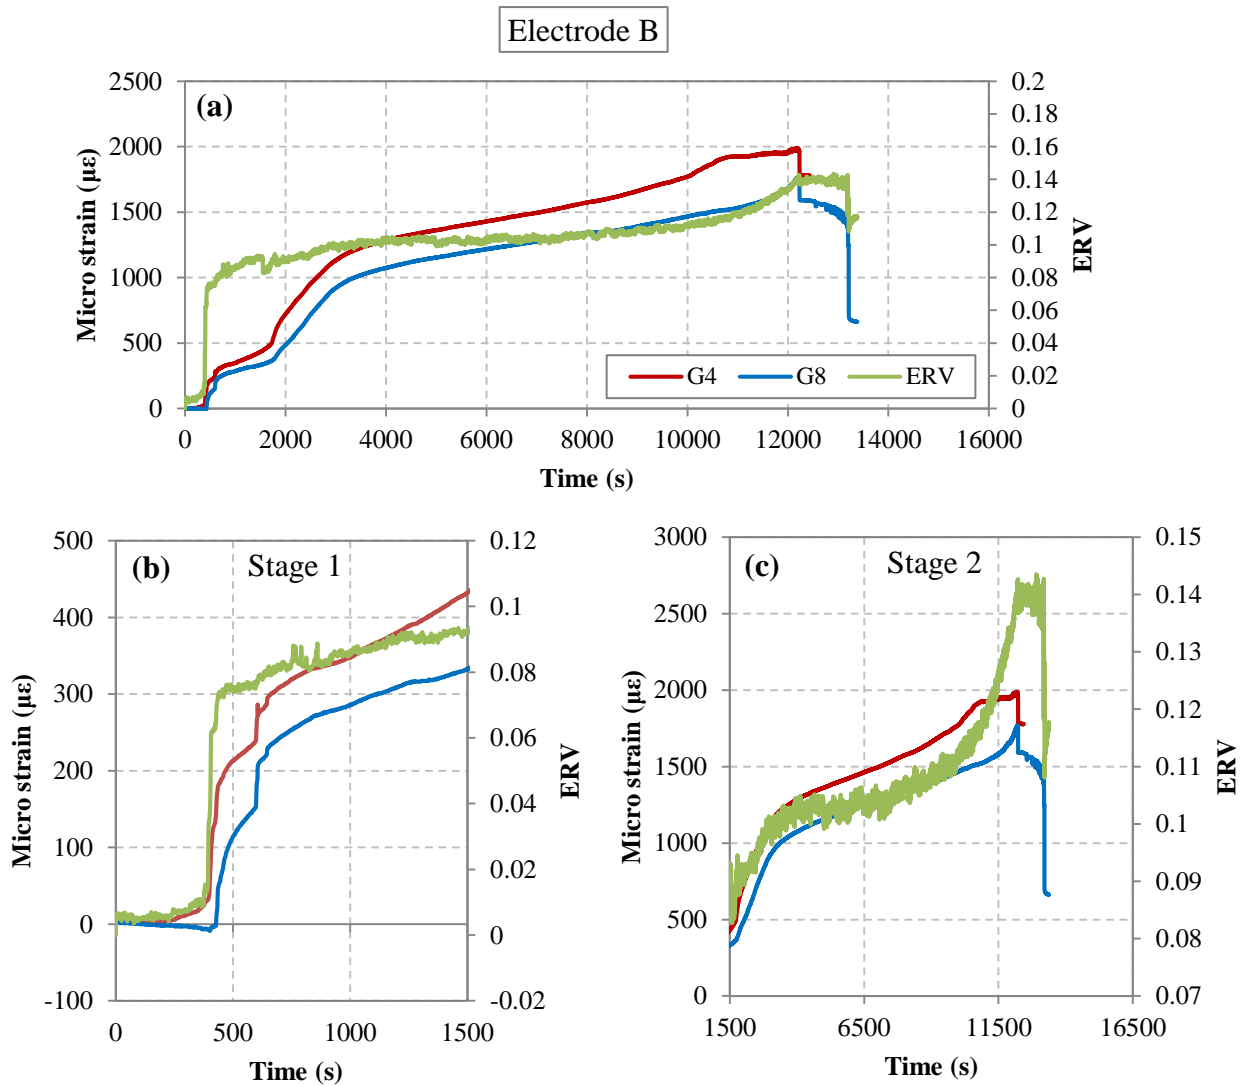 Electrode B
(a)
2500
2000
1500
1000
500
0
Micro strain (µε)
0.2
0.18
0.16
0.14
0.12
0.1
0.08
0.06
0.04
0.02
0
ERV
G4 G8 ERV
0 2000 4000 6000 8000 10000 12000 14000 16000
Time (s)
(b) Stage 1
500
400
300
200
100
0
-100
Micro strain (µε)
0.12
0.1
0.08
0.06
0.04
0.02
0
-0.02
ERV
0 500 1000 1500
Time (s)
(c) Stage 2
3000
2500
2000
1500
1000
500
0
Micro strain (µε)
0.15
0.14
0.13
0.12
0.11
0.1
0.09
0.08
0.07
ERV
1500 6500 11500 16500
Time (s)